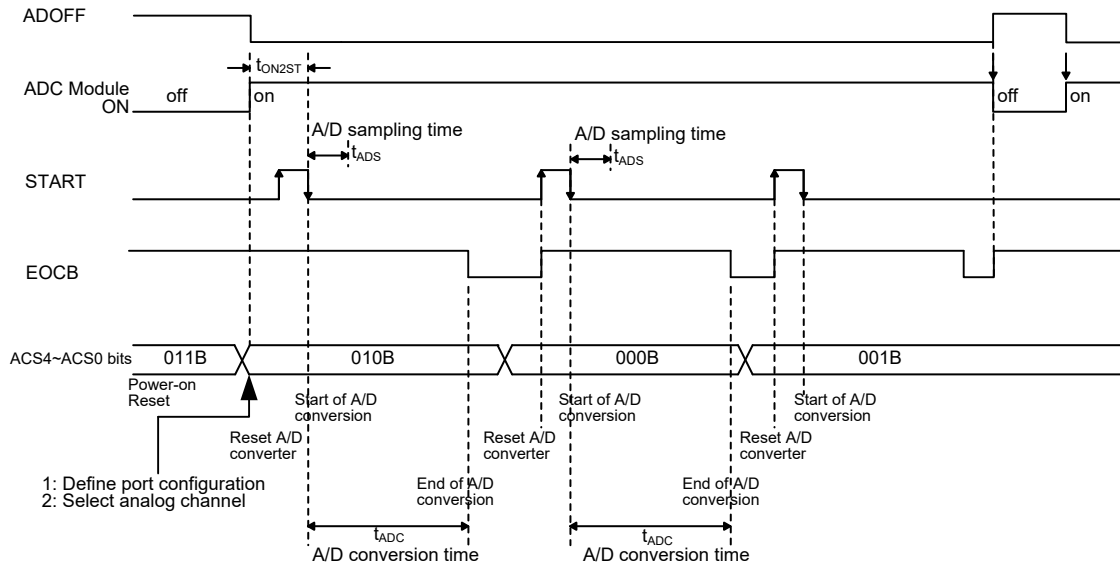 ADOFF
tON2ST
ADC Module
ON
off
on
off
on
A/D sampling time
tADS
A/D sampling time
tADS
START
EOCB
ACS4~ACS0 bits
011B
010B
000B
001B
Power-on
Reset
Start of A/D
conversion
Start of A/D
conversion
Start of A/D
conversion
Reset A/D
converter
Reset A/D
converter
Reset A/D
converter
1: Define port configuration
2: Select analog channel
End of A/D
conversion
End of A/D
conversion
tADC
A/D conversion time
tADC
A/D conversion time